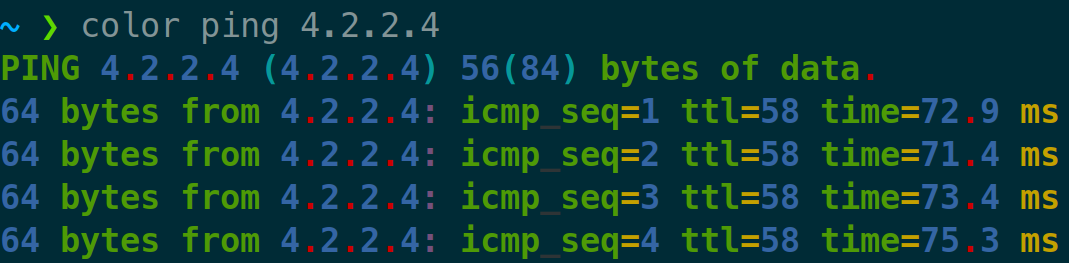 ~ ❯ color ping 4.2.2.4
PING 4.2.2.4 (4.2.2.4) 56(84) bytes of data.
64 bytes from 4.2.2.4: icmp_seq=1 ttl=58 time=72.9 ms
64 bytes from 4.2.2.4: icmp_seq=2 ttl=58 time=71.4 ms
64 bytes from 4.2.2.4: icmp_seq=3 ttl=58 time=73.4 ms
64 bytes from 4.2.2.4: icmp_seq=4 ttl=58 time=75.3 ms